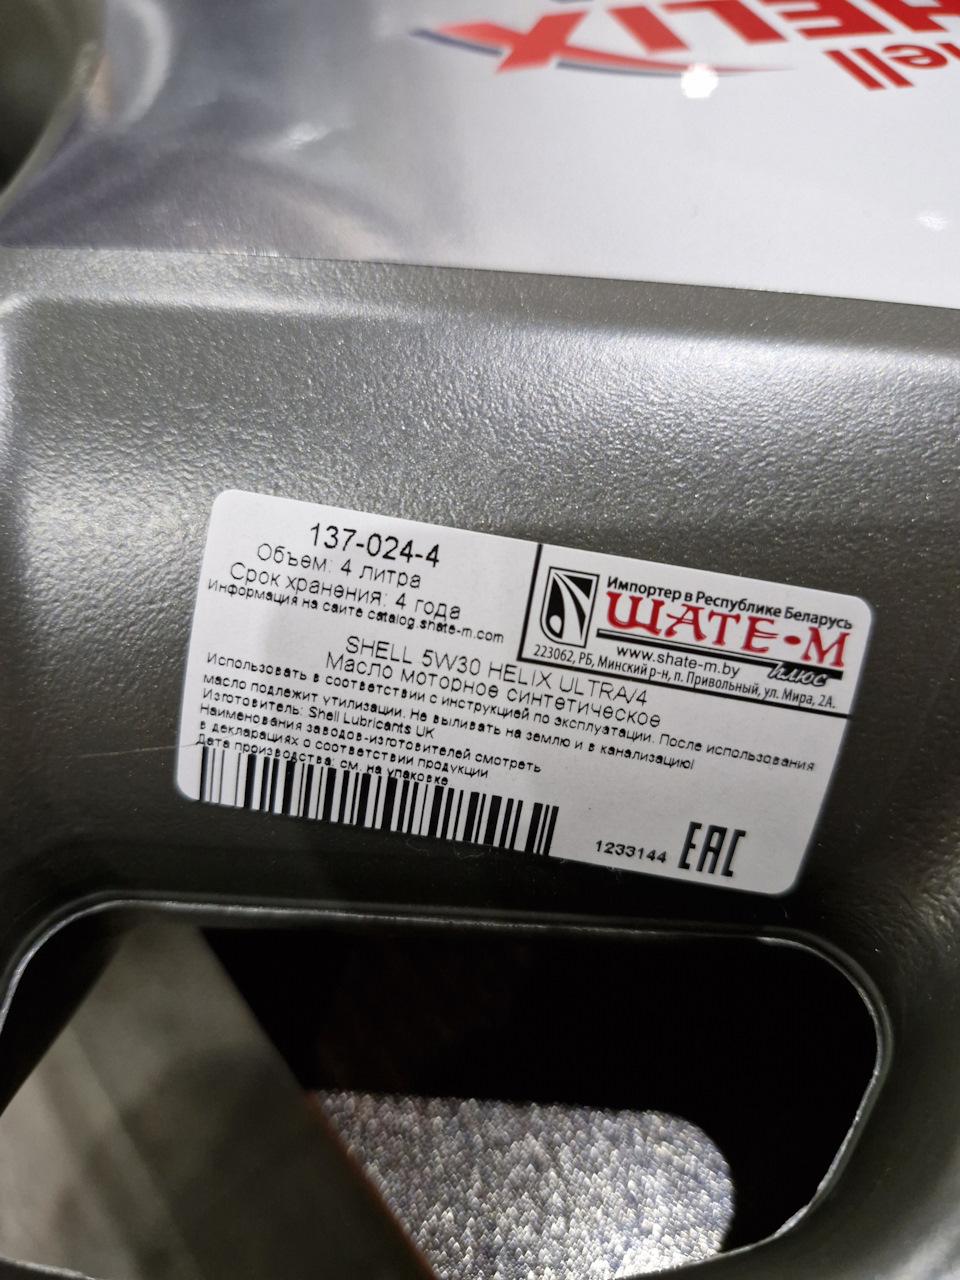 Shell
HELIX
137-024-4
Объем: 4 литра
Срок хранения: 4 года
Информация на сайте catalog.shate-m.com
Импортер в Республике Беларусь
ШАТЕ-М
плюс
www.shate-m.by
223062, РБ, Минский р-н, п. Привольный, ул. Мира, 2А.
SHELL 5W30 HELIX ULTRA/4
Масло моторное синтетическое
Использовать в соответствии с инструкцией по эксплуатации. После использования
масло подлежит утилизации. Не выливать на землю и в канализацию!
Изготовитель: Shell Lubricants UK
Наименования заводов-изготовителей смотреть
в декларациях о соответствии продукции
Дата производства: см. на упаковке
1233144
EAC